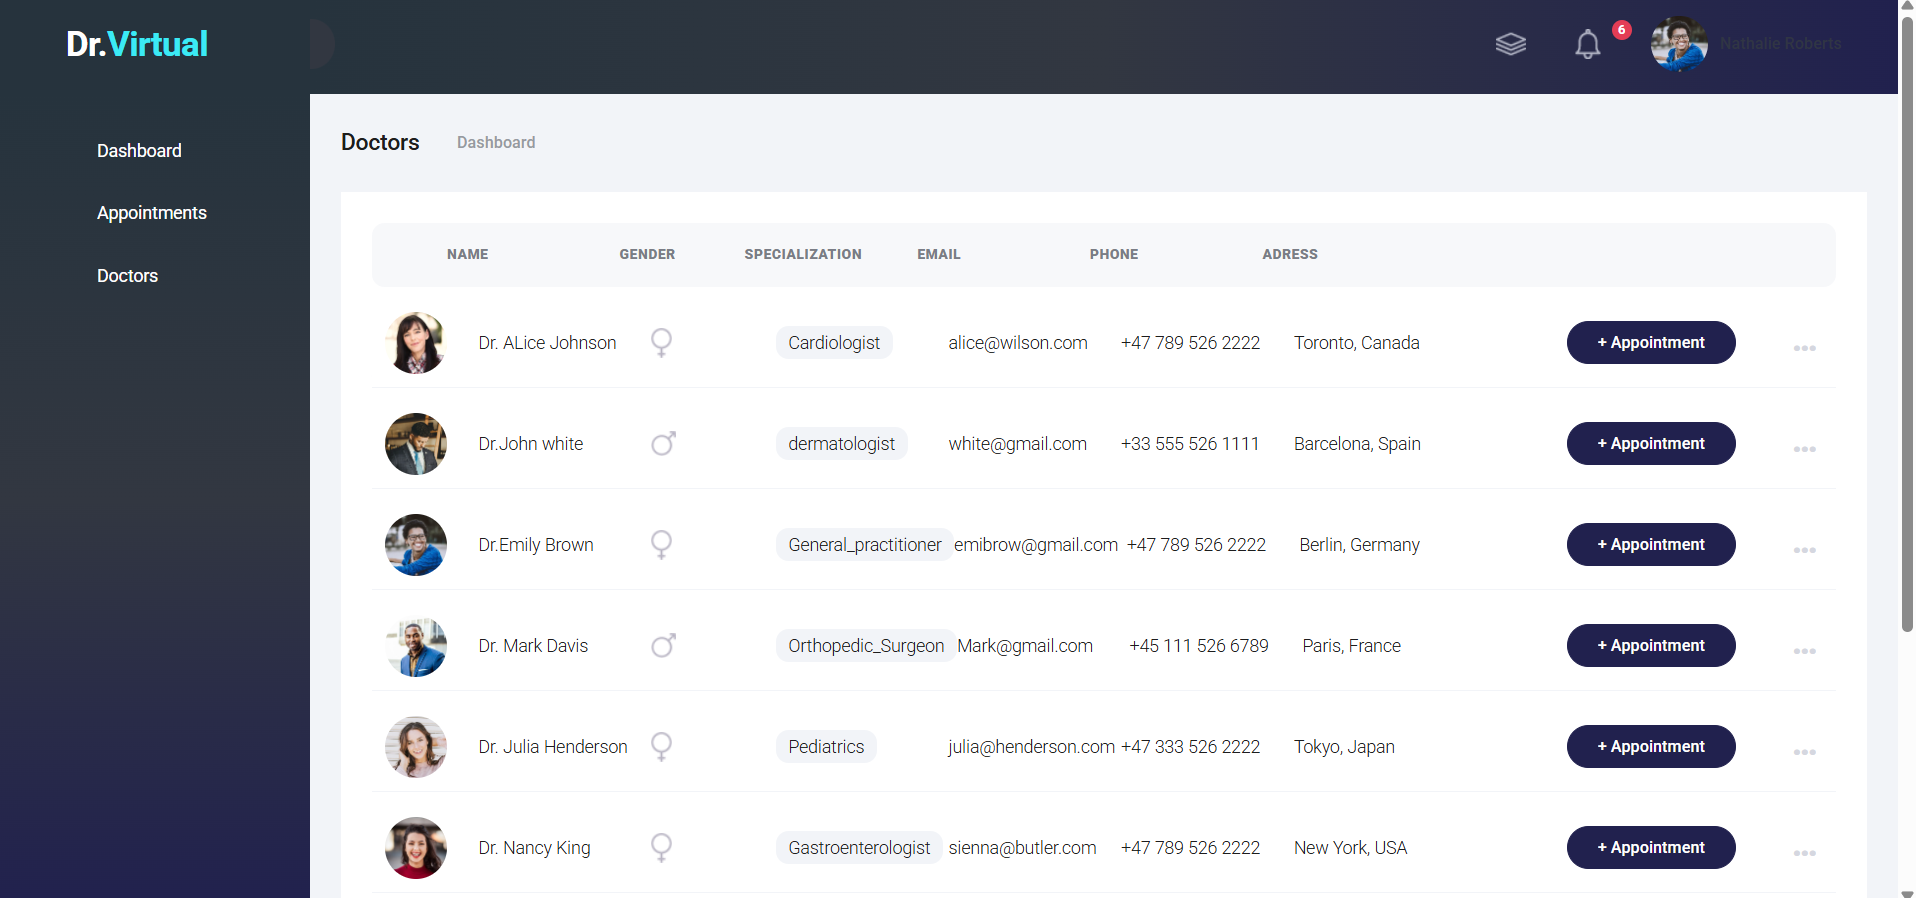 Dr.Virtual
6
Nathalie Roberts
Dashboard
Appointments
Doctors
Doctors Dashboard
NAME GENDER SPECIALIZATION EMAIL PHONE ADRESS
Dr. ALice Johnson Cardiologist alice@wilson.com +47 789 526 2222 Toronto, Canada + Appointment
Dr.John white dermatologist white@gmail.com +33 555 526 1111 Barcelona, Spain + Appointment
Dr.Emily Brown General_practitioner emibrow@gmail.com +47 789 526 2222 Berlin, Germany + Appointment
Dr. Mark Davis Orthopedic_Surgeon Mark@gmail.com +45 111 526 6789 Paris, France + Appointment
Dr. Julia Henderson Pediatrics julia@henderson.com +47 333 526 2222 Tokyo, Japan + Appointment
Dr. Nancy King Gastroenterologist sienna@butler.com +47 789 526 2222 New York, USA + Appointment